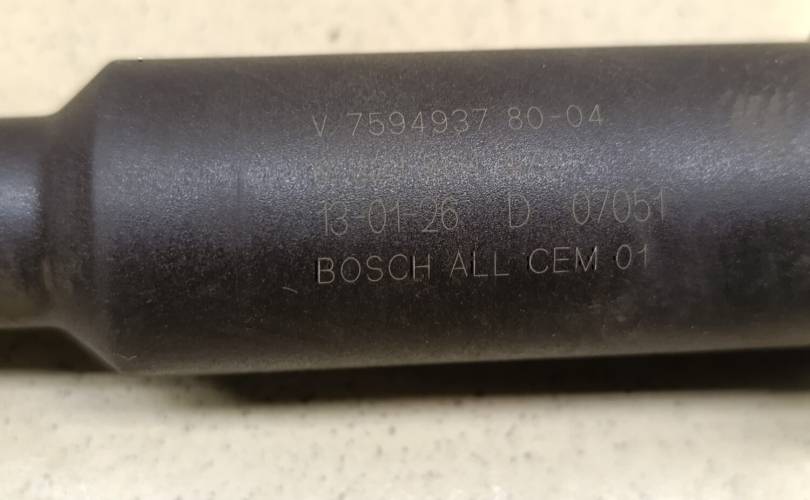 V 7594937 80-04
13-01-26 D 07051
BOSCH ALL CEM 01